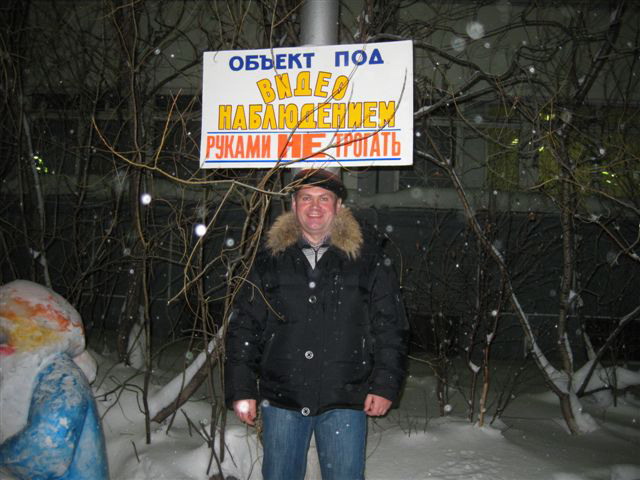 ОБЪЕКТ ПОД
ВИДЕО
НАБЛЮДЕНИЕМ
РУКАМИ НЕ ТРОГАТЬ